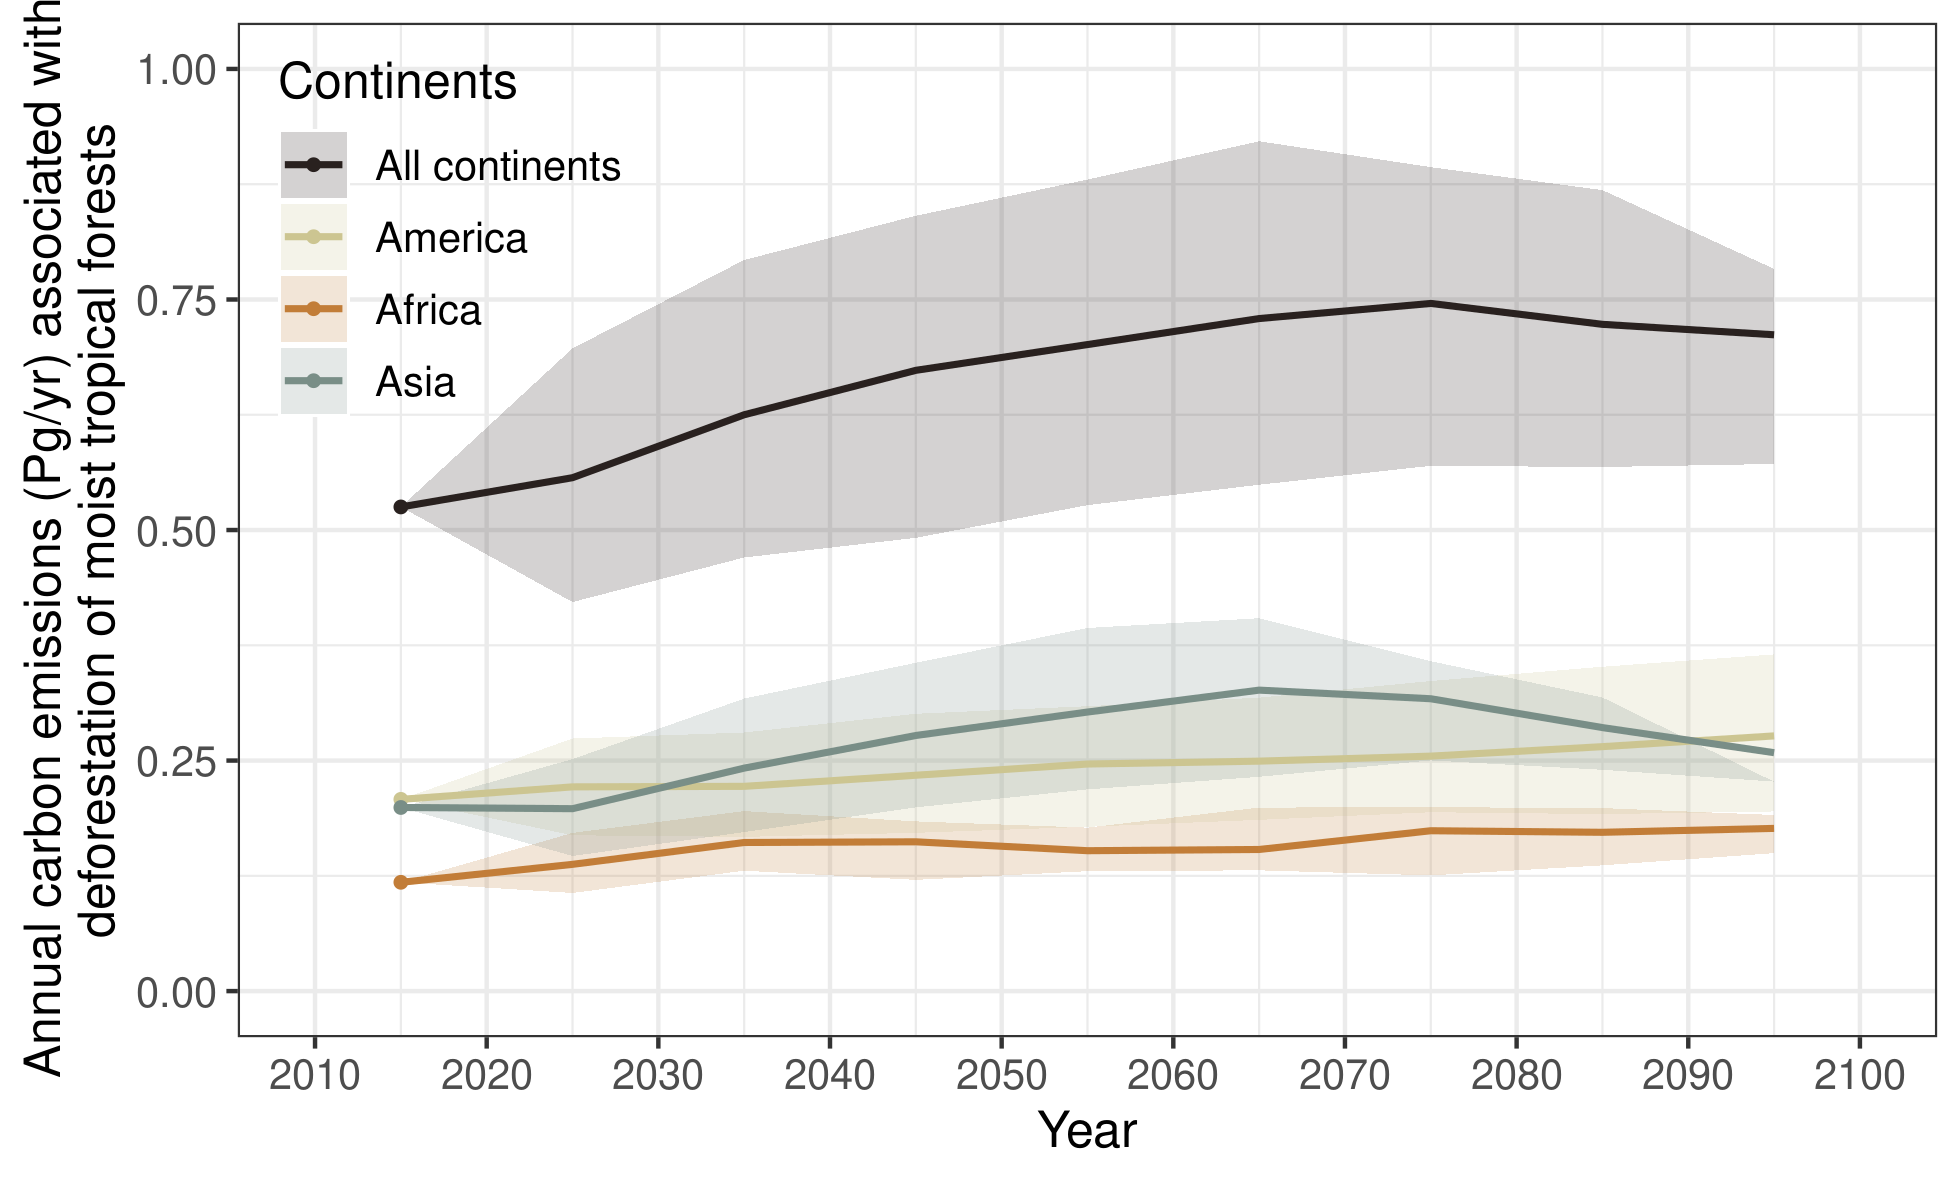 Annual carbon emissions (Pg/yr) associated with
deforestation of moist tropical forests
1.00
0.75
0.50
0.25
0.00
Continents
All continents
America
Africa
Asia
2010 2020 2030 2040 2050 2060 2070 2080 2090 2100
Year